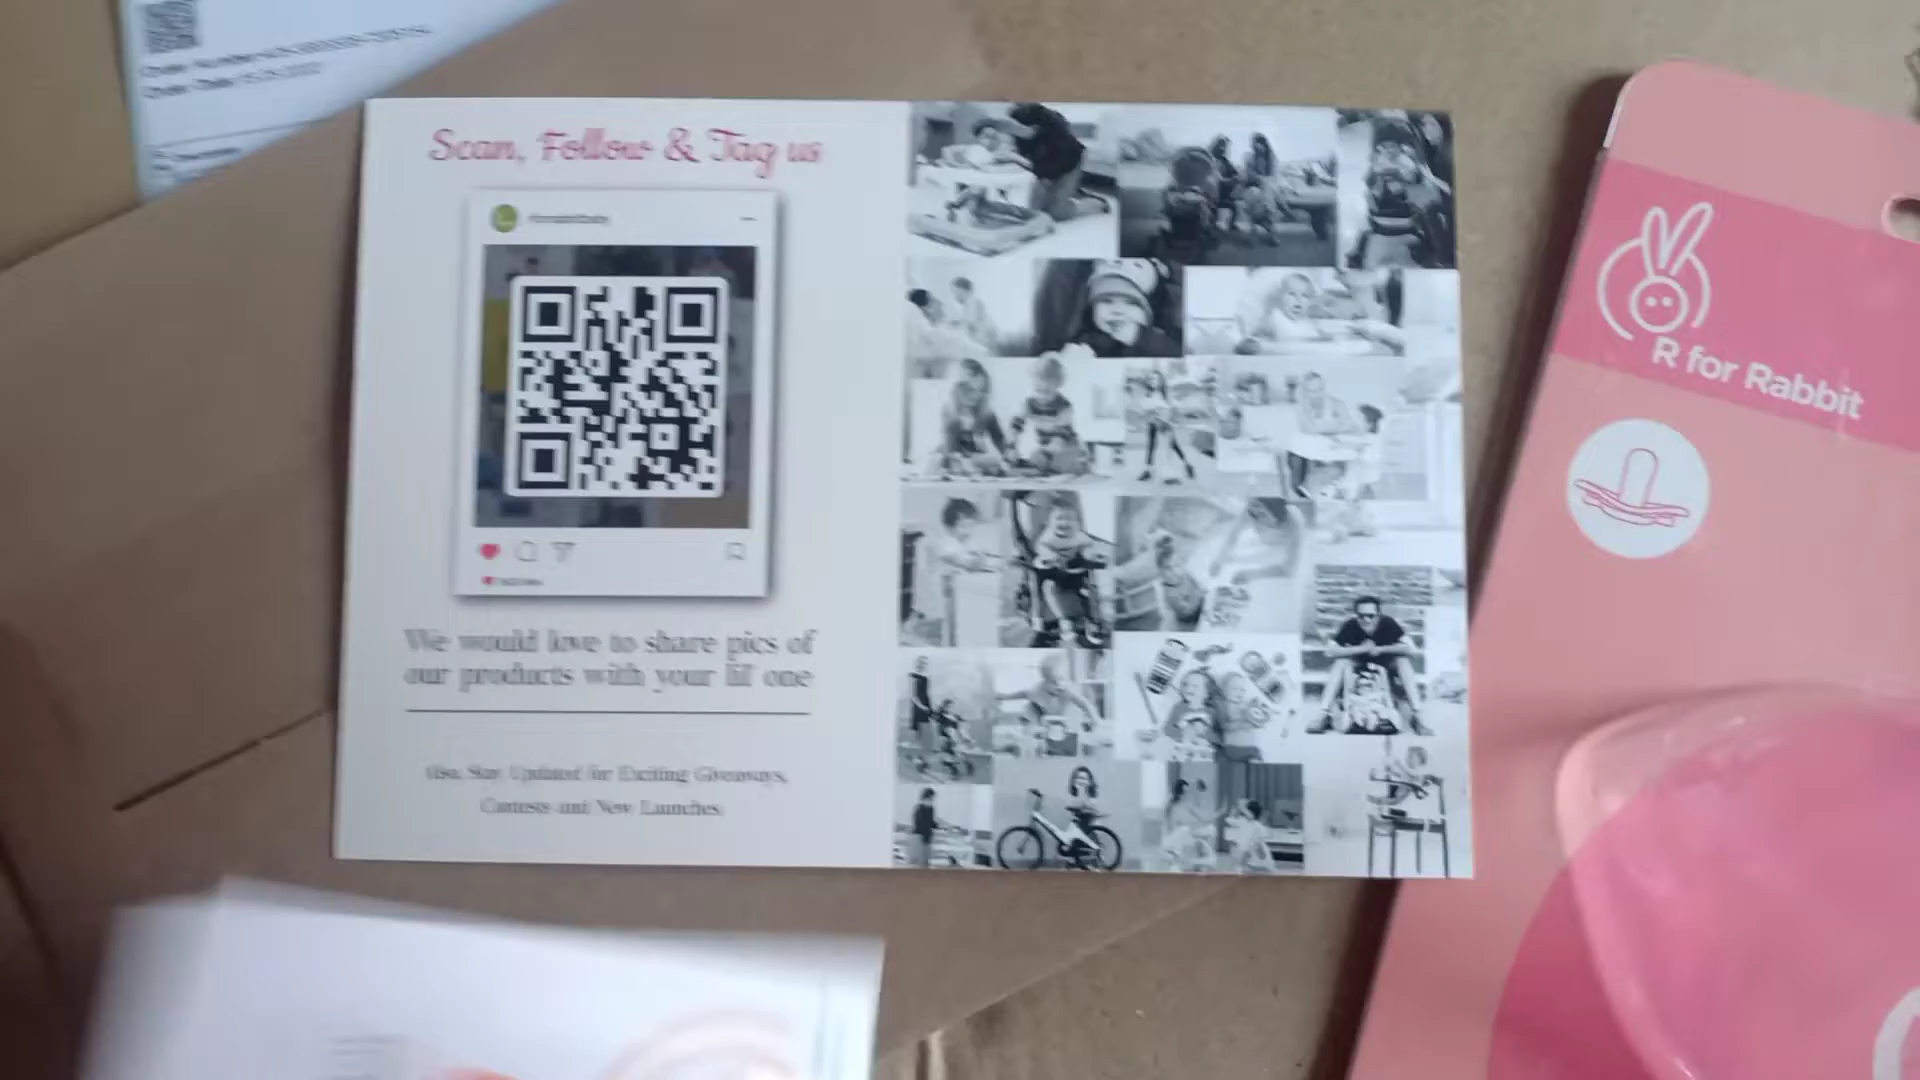 Scan, Follow & Tag us
We would love to share pics of
our products with your lil' one
Also, Stay Updated for Exciting Giveaways,
Contests and New Launches.
R for Rabbit